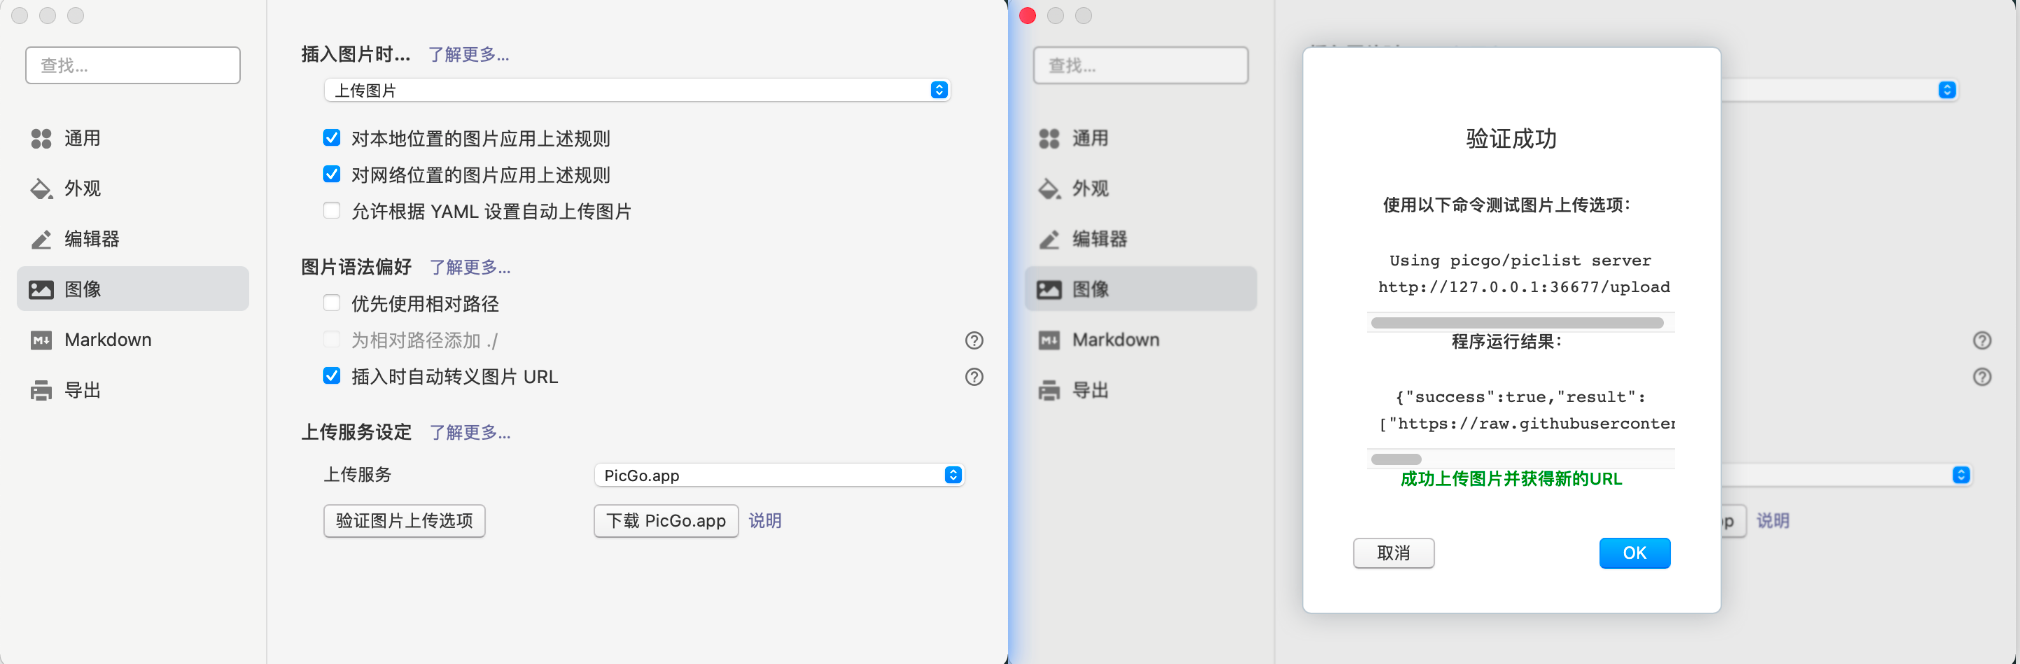 查找...
通用
外观
编辑器
图像
Markdown
导出
插入图片时... 了解更多...
上传图片
对本地位置的图片应用上述规则
对网络位置的图片应用上述规则
允许根据 YAML 设置自动上传图片
图片语法偏好 了解更多...
优先使用相对路径
为相对路径添加 ./
插入时自动转义图片 URL
上传服务设定 了解更多...
上传服务 PicGo.app
验证图片上传选项 下载 PicGo.app 说明
查找...
通用
外观
编辑器
图像
Markdown
导出
验证成功
使用以下命令测试图片上传选项：
Using picgo/piclist server
http://127.0.0.1:36677/upload
程序运行结果：
{"success":true,"result":
["https://raw.githubuserconter
成功上传图片并获得新的URL
取消 OK
说明